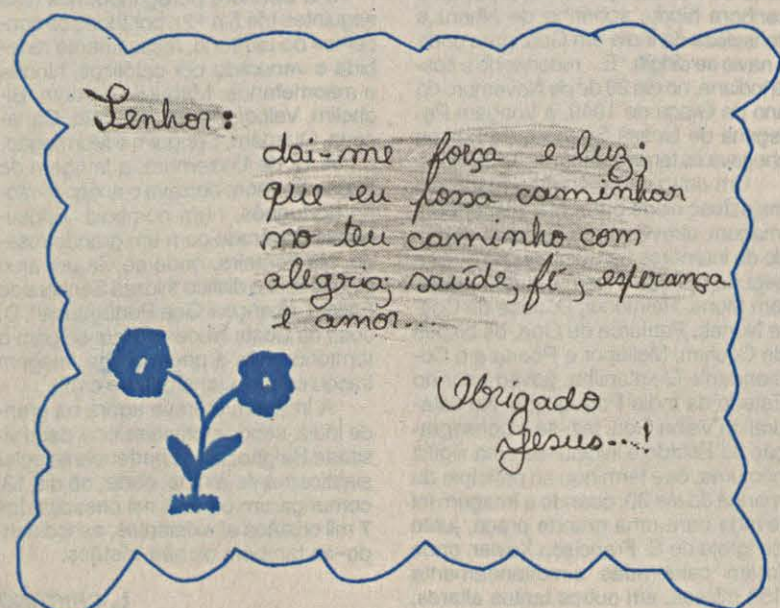 Senhor:
dai-me força e luz;
que eu possa caminhar
no teu caminho com
alegria, saúde, fé, esperança
e amor...
Obrigado
Jesus...!